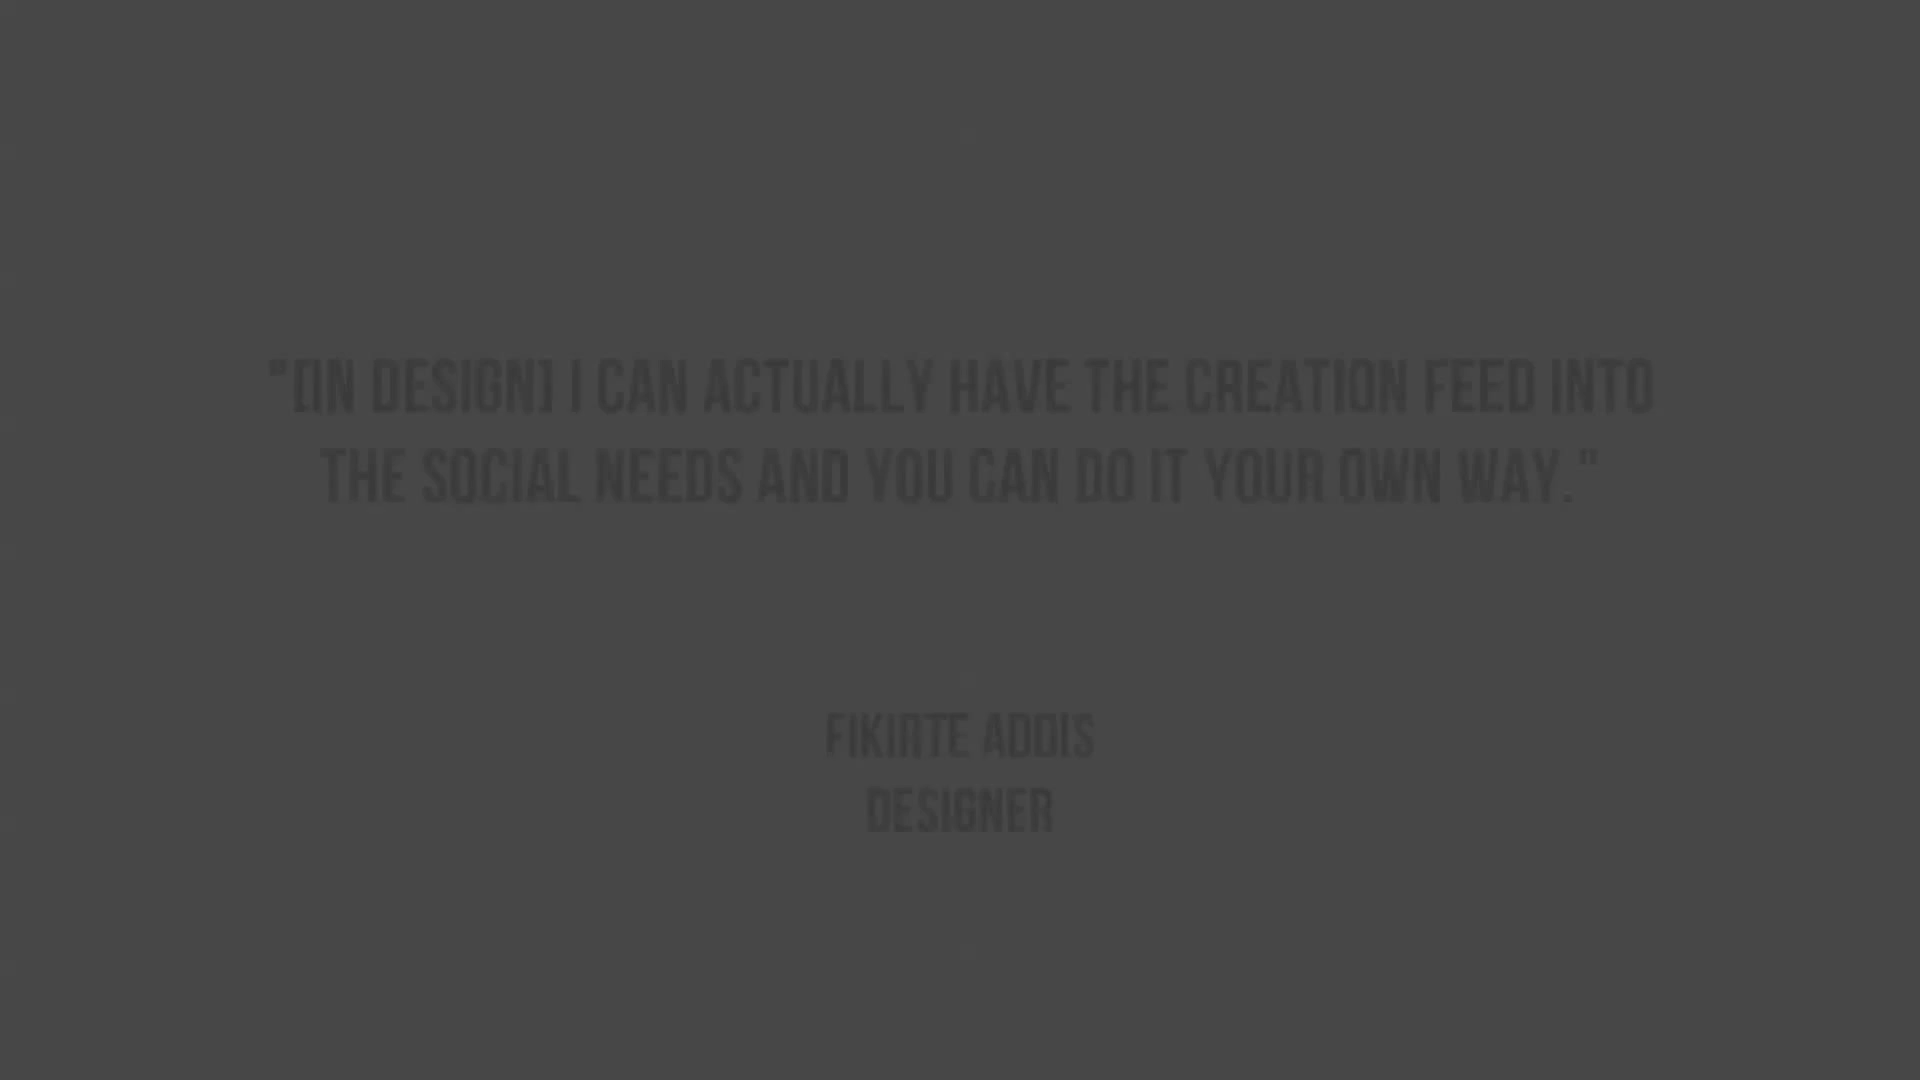 "[IN DESIGN] I CAN ACTUALLY HAVE THE CREATION FEED INTO
THE SOCIAL NEEDS AND YOU CAN DO IT YOUR OWN WAY."
FIKIRTE ADDIS
DESIGNER